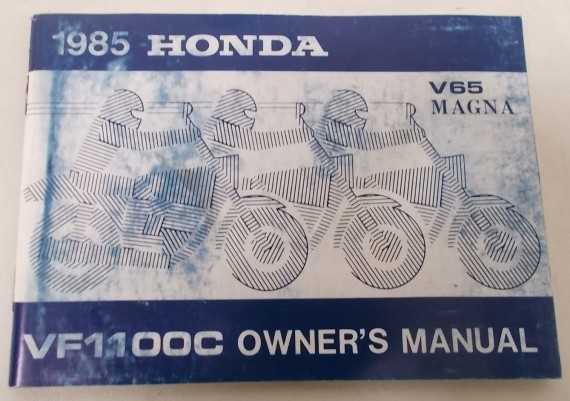 1985 HONDA
V65
MAGNA
VF1100C OWNER'S MANUAL